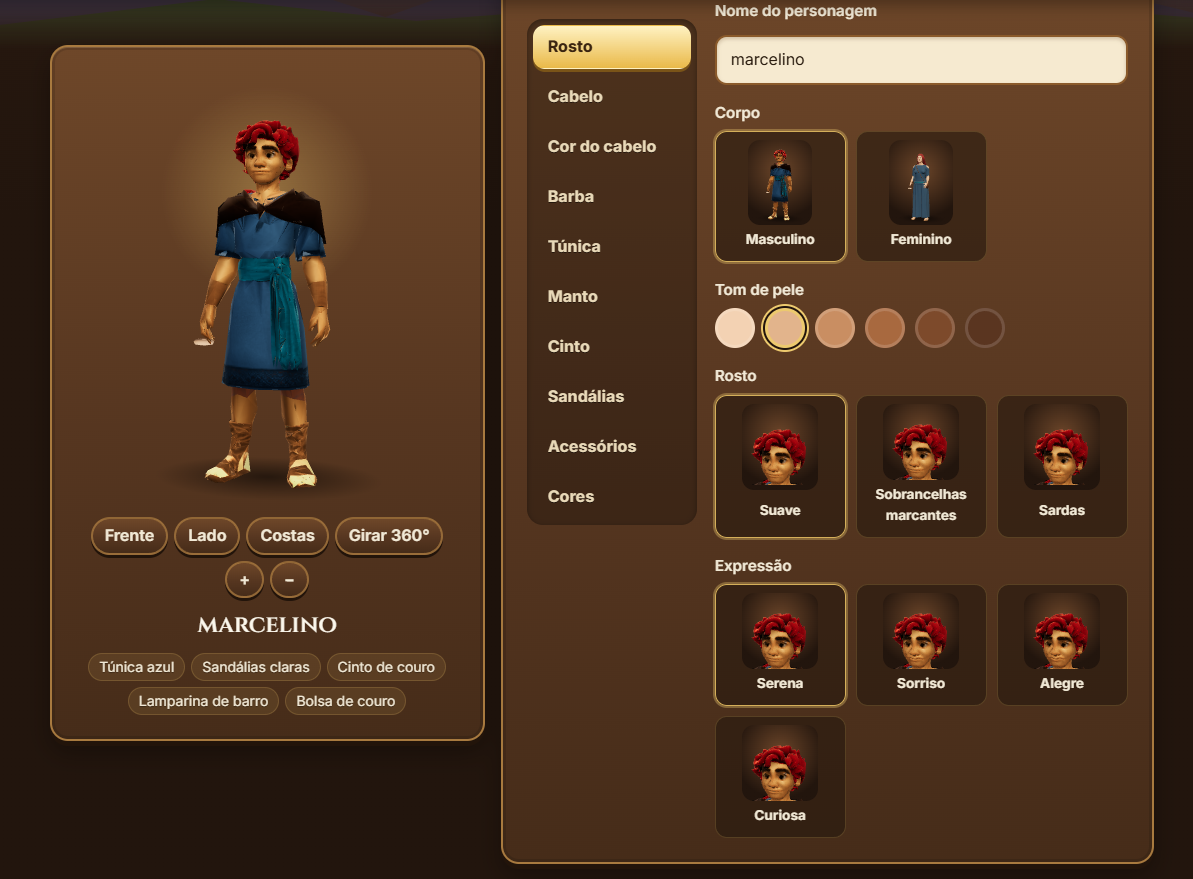 Frente
Lado
Costas
Girar 360°
+
−
MARCELINO
Túnica azul
Sandálias claras
Cinto de couro
Lamparina de barro
Bolsa de couro
Rosto
Cabelo
Cor do cabelo
Barba
Túnica
Manto
Cinto
Sandálias
Acessórios
Cores
Nome do personagem
marcelino
Corpo
Masculino
Feminino
Tom de pele
Rosto
Suave
Sobrancelhas
marcantes
Sardas
Expressão
Serena
Sorriso
Alegre
Curiosa